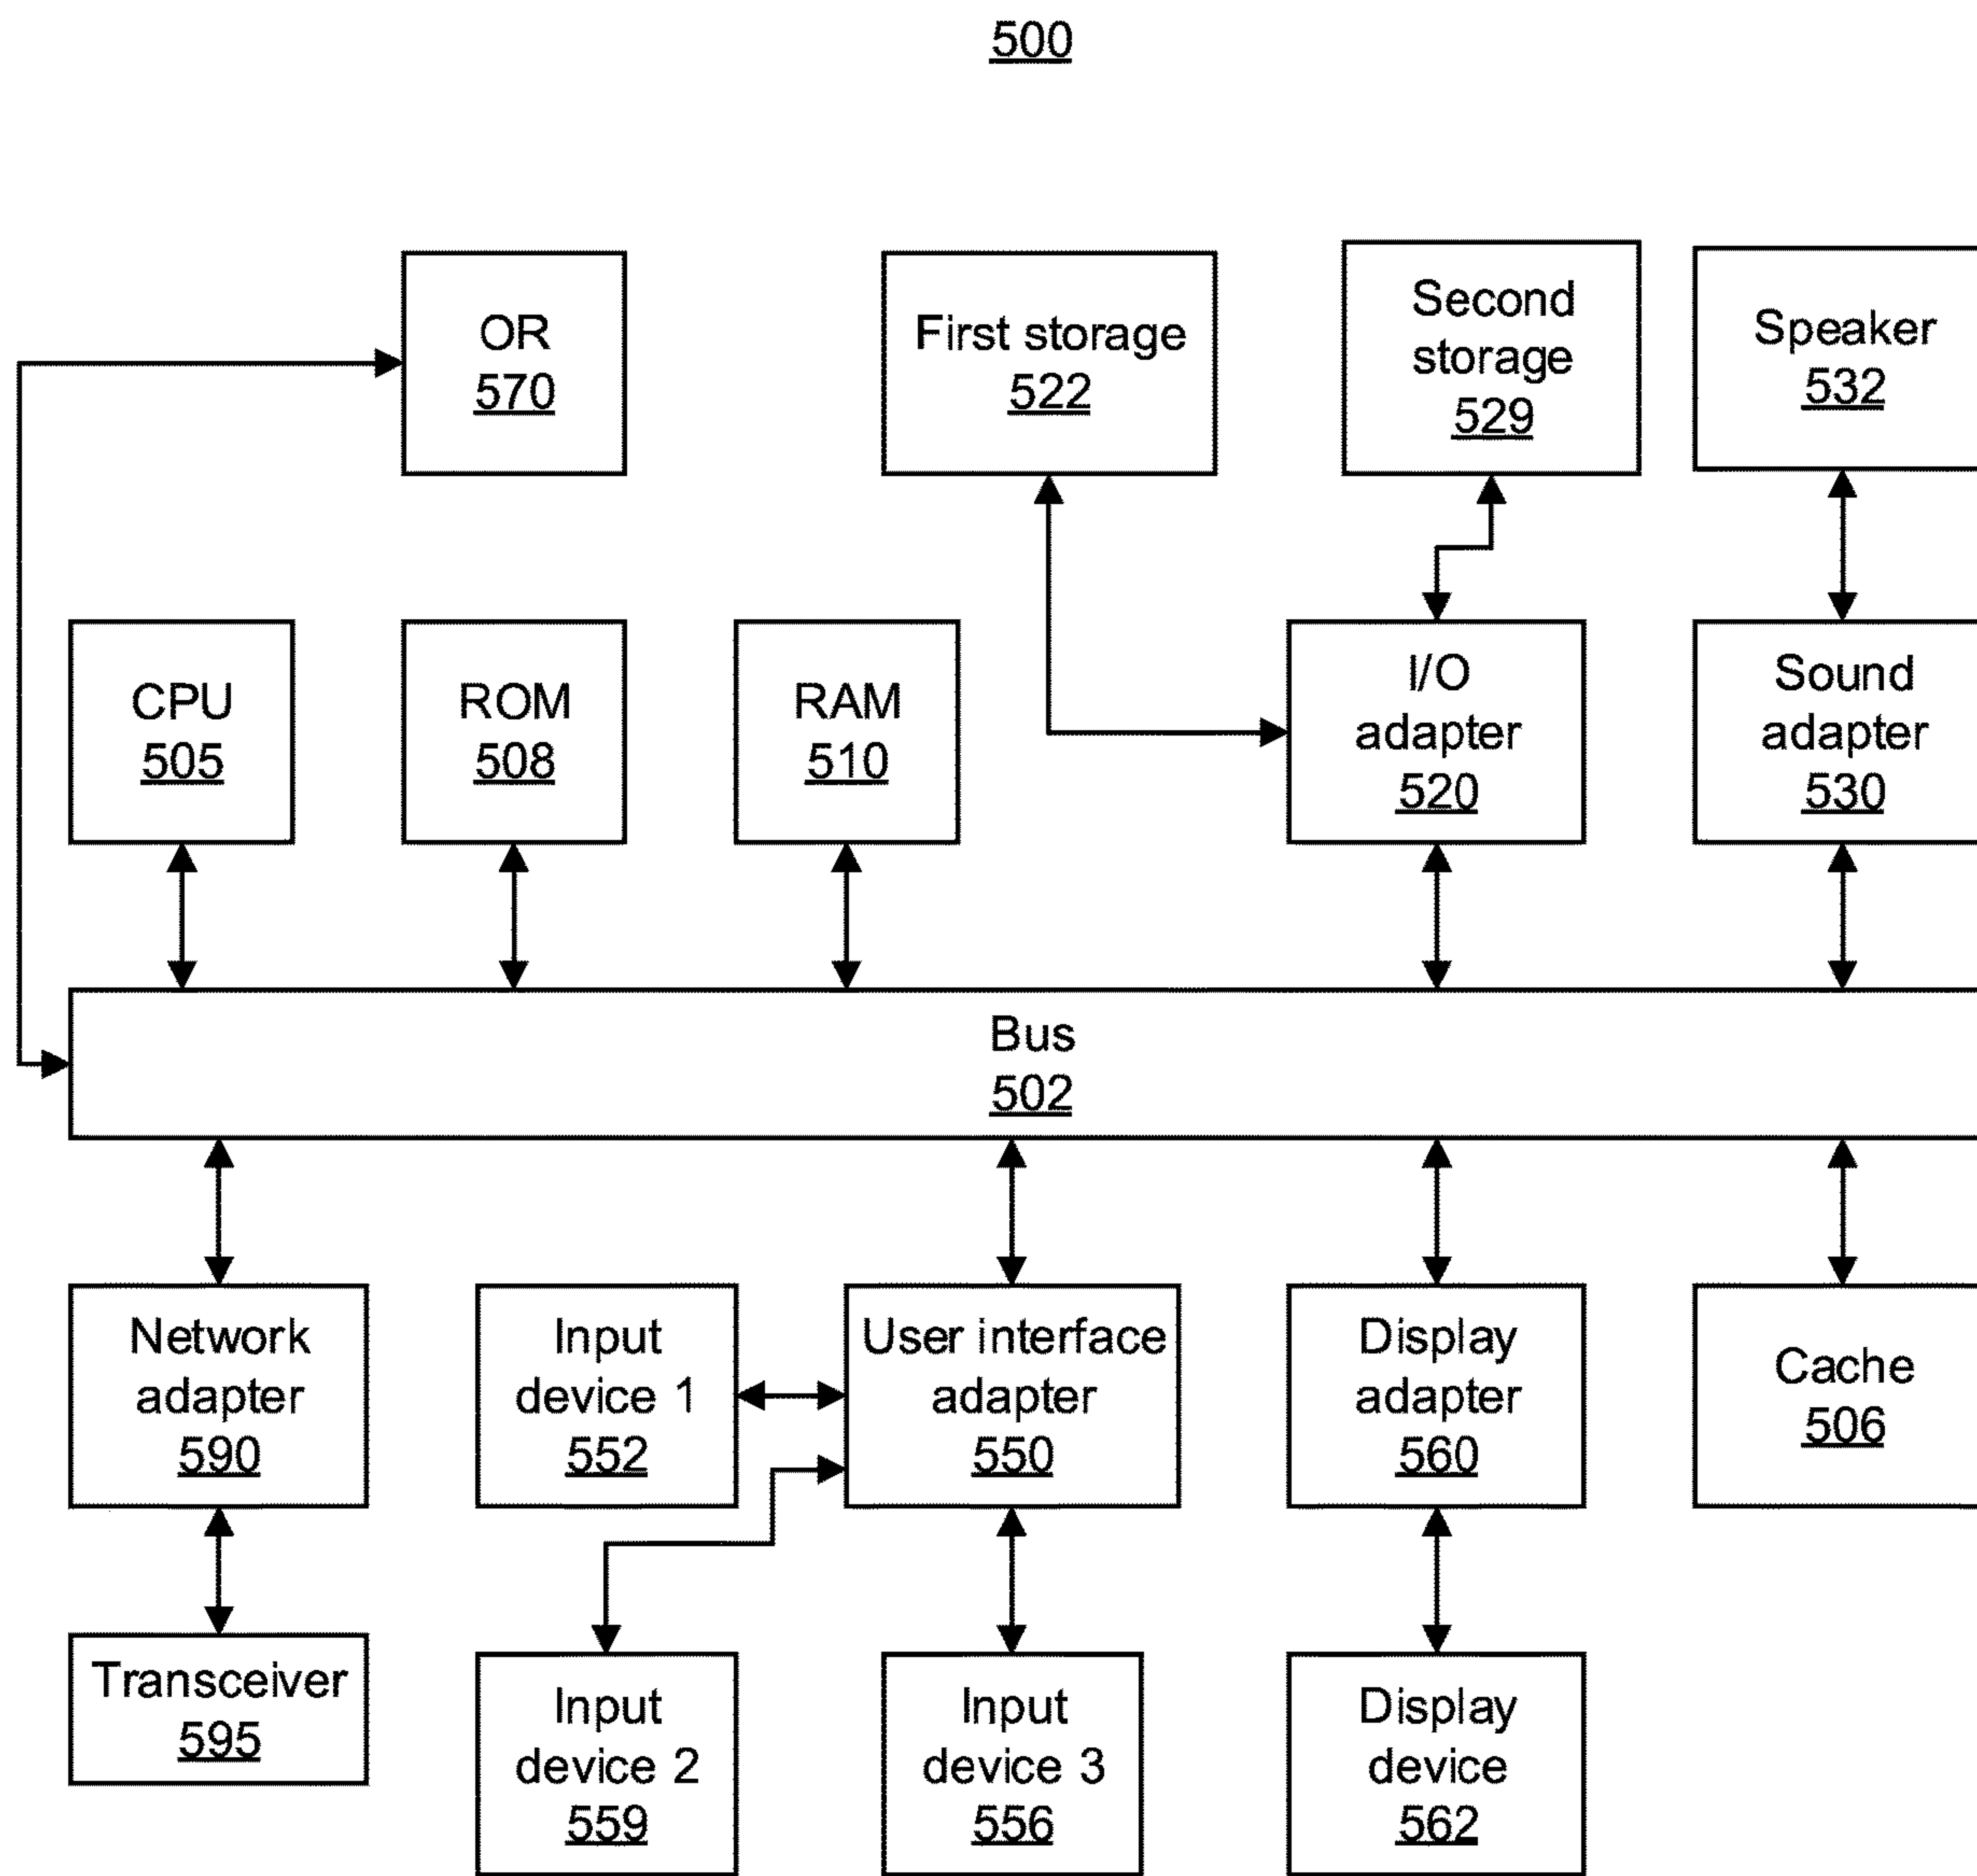 500
OR
570
First storage
522
Second
storage
529
Speaker
532
CPU
505
ROM
508
RAM
510
I/O
adapter
520
Sound
adapter
530
Bus
502
Network
adapter
590
Input
device 1
552
User interface
adapter
550
Display
adapter
560
Cache
506
Transceiver
595
Input
device 2
559
Input
device 3
556
Display
device
562